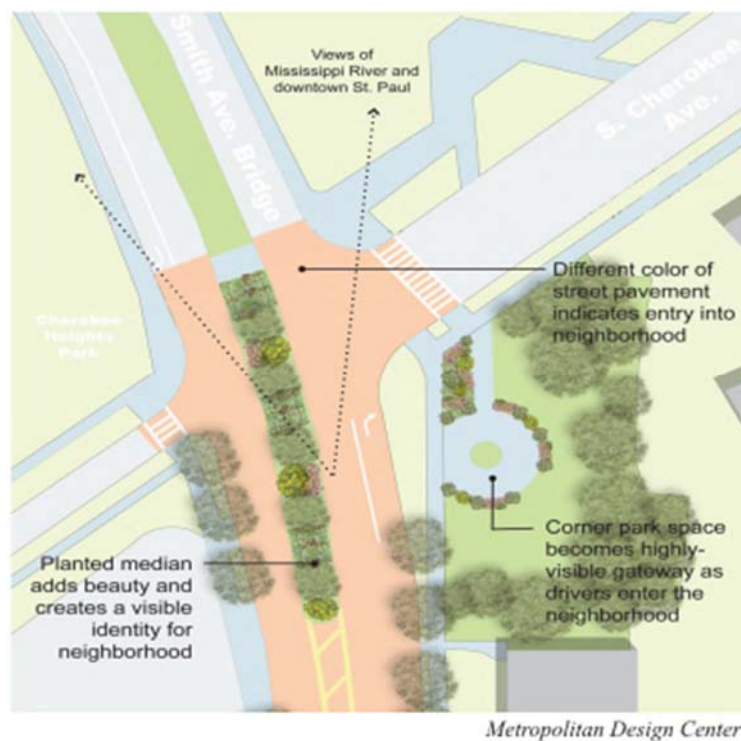 Smith Ave. Bridge
Views of
Mississippi River and
downtown St. Paul
S. Cherokee
Ave.
Different color of
street pavement
indicates entry into
neighborhood
Cherokee
Heights
Park
Corner park space
becomes highly-
visible gateway as
drivers enter the
neighborhood
Planted median
adds beauty and
creates a visible
identity for
neighborhood
Metropolitan Design Center